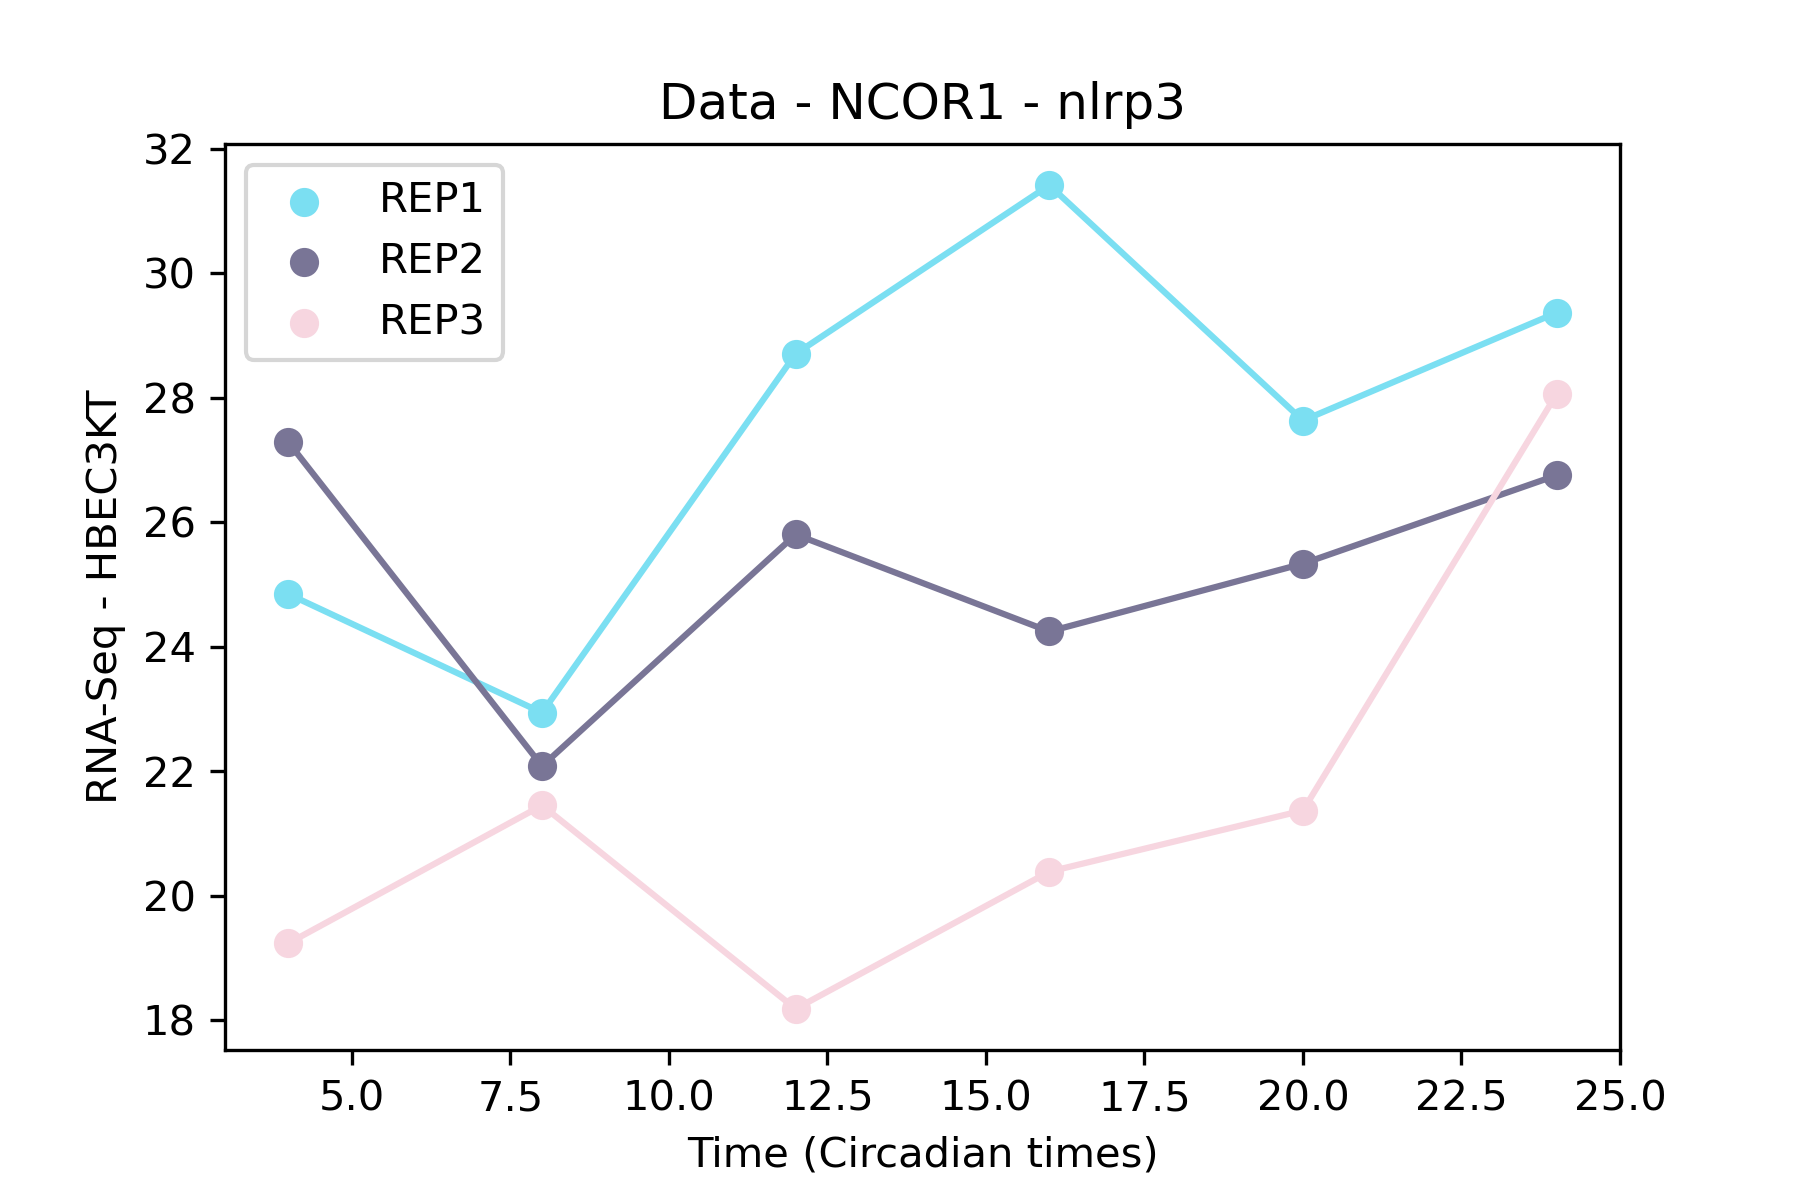 Data - NCOR1 - nlrp3
RNA-Seq - HBEC3KT
32
30
28
26
24
22
20
18
REP1
REP2
REP3
5.0 7.5 10.0 12.5 15.0 17.5 20.0 22.5 25.0
Time (Circadian times)